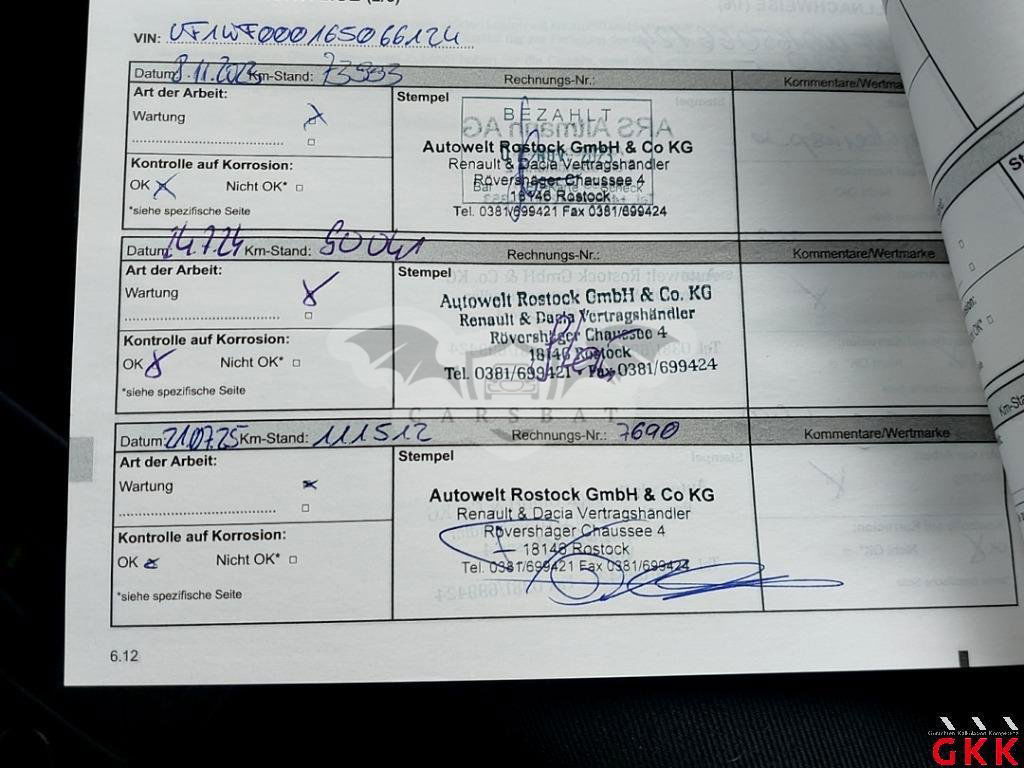 VIN: VF1WF000165066124
Datum 8.11.2023 Km-Stand: 73933 Rechnungs-Nr.: Kommentare/Wertma
Art der Arbeit: Stempel
Wartung x
BEZAHLT
Autowelt Rostock GmbH & Co KG
Renault & Dacia Vertragshändler
Rövershäger Chaussee 4
18146 Rostock
Tel. 0381/699421 Fax 0381/699424
Kontrolle auf Korrosion:
OK x Nicht OK*
*siehe spezifische Seite
Datum 24.7.24 Km-Stand: 90041 Rechnungs-Nr.: Kommentare/Wertmarke
Art der Arbeit: Stempel
Wartung x
Autowelt Rostock GmbH & Co. KG
Renault & Dacia Vertragshändler
Rövershäger Chaussee 4
18146 Rostock
Tel. 0381/699421 - Fax 0381/699424
Kontrolle auf Korrosion:
OK x Nicht OK*
*siehe spezifische Seite
CARSBAT
Datum 21.07.25 Km-Stand: 111512 Rechnungs-Nr.: 7690 Kommentare/Wertmarke
Art der Arbeit: Stempel
Wartung x
Autowelt Rostock GmbH & Co KG
Renault & Dacia Vertragshändler
Rövershäger Chaussee 4
18146 Rostock
Tel. 0381/699421 Fax 0381/699424
Kontrolle auf Korrosion:
OK x Nicht OK*
*siehe spezifische Seite
6.12
GKK